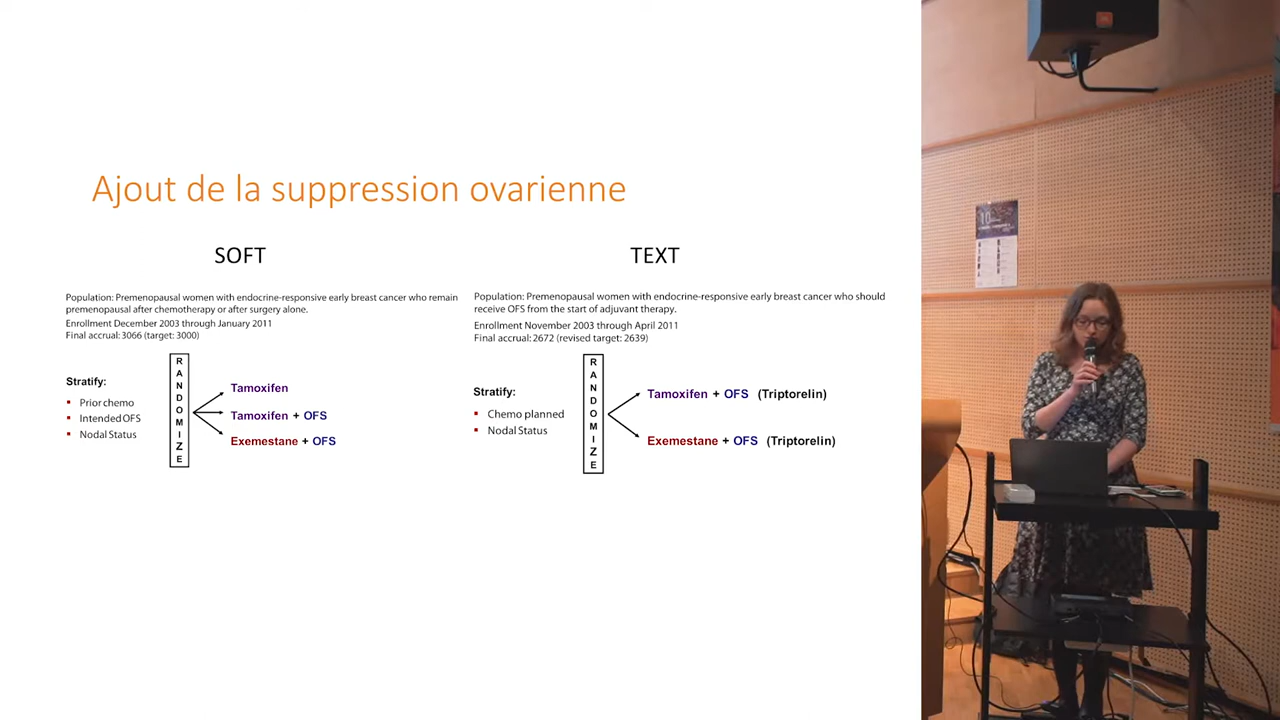 Ajout de la suppression ovarienne
SOFT
Population: Premenopausal women with endocrine-responsive early breast cancer who remain
premenopausal after chemotherapy or after surgery alone.
Enrollment December 2003 through January 2011
Final accrual: 3066 (target: 3000)
Stratify:
Prior chemo
Intended OFS
Nodal Status
RANDOMIZE
Tamoxifen
Tamoxifen + OFS
Exemestane + OFS
TEXT
Population: Premenopausal women with endocrine-responsive early breast cancer who should
receive OFS from the start of adjuvant therapy.
Enrollment November 2003 through April 2011
Final accrual: 2672 (revised target: 2639)
Stratify:
Chemo planned
Nodal Status
RANDOMIZE
Tamoxifen + OFS (Triptorelin)
Exemestane + OFS (Triptorelin)
10